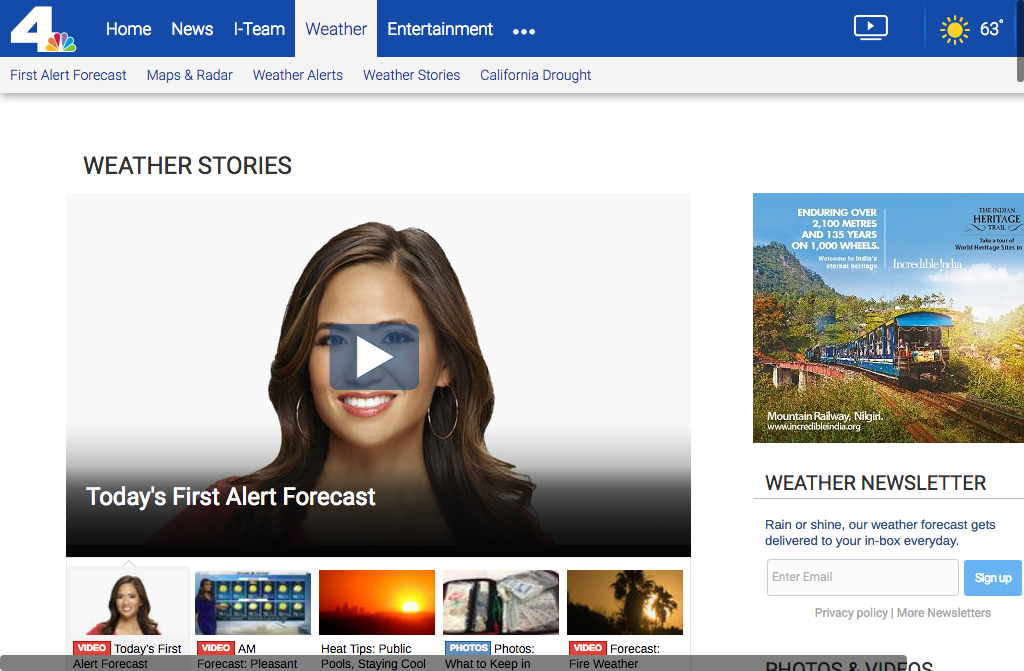 4
Home News I-Team Weather Entertainment •••
63°
First Alert Forecast Maps & Radar Weather Alerts Weather Stories California Drought
WEATHER STORIES
ENDURING OVER
2,100 METRES
AND 135 YEARS
ON 1,000 WHEELS.
Welcome to India's
eternal heritage.
Incredible!ndia
THE INDIAN
HERITAGE
TRAIL
Take a tour of
World Heritage Sites in
Mountain Railway, Nilgiri.
www.incredibleindia.org
Today's First Alert Forecast
WEATHER NEWSLETTER
Rain or shine, our weather forecast gets
delivered to your in-box everyday.
Enter Email
Sign up
Privacy policy | More Newsletters
VIDEO Today's First
Alert Forecast
VIDEO AM
Forecast: Pleasant
Heat Tips: Public
Pools, Staying Cool
PHOTOS Photos:
What to Keep in
VIDEO Forecast:
Fire Weather
PHOTOS & VIDEOS